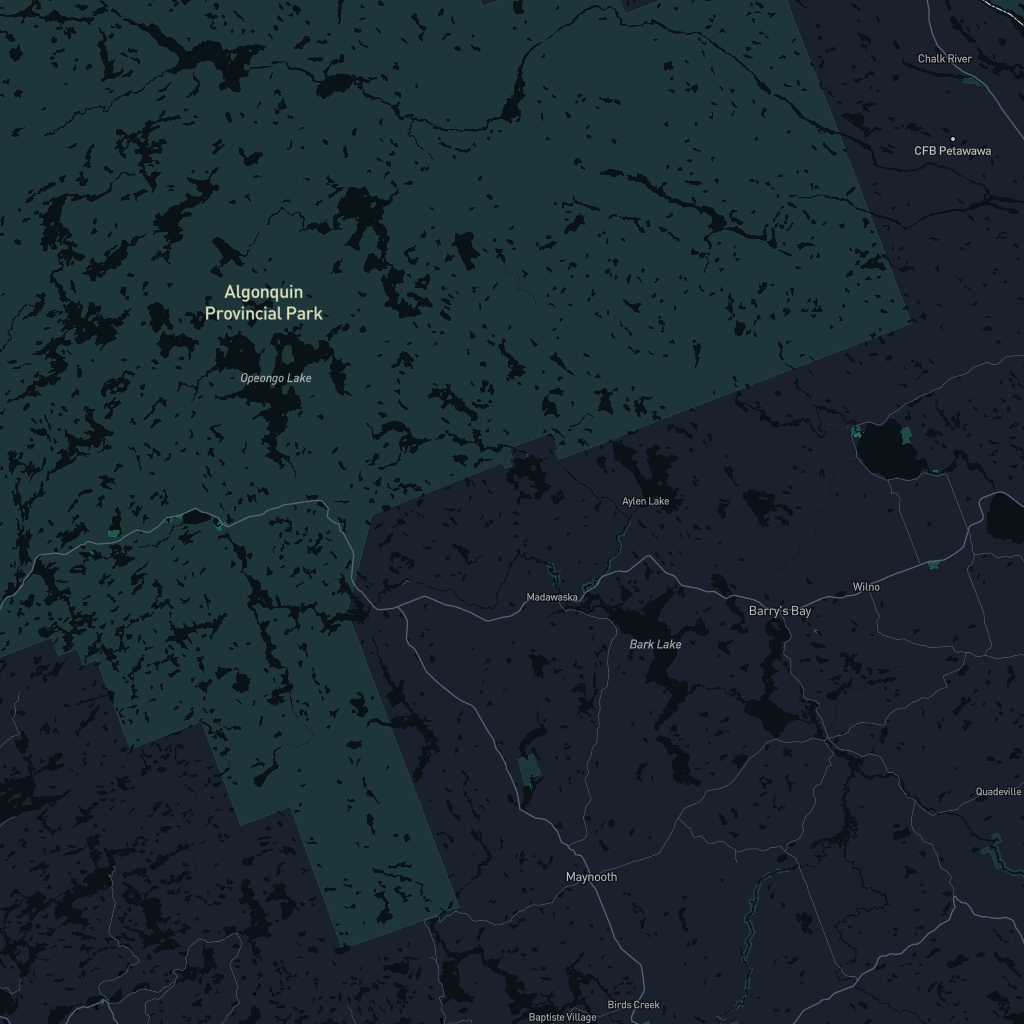 Chalk River
CFB Petawawa
Algonquin
Provincial Park
Opeongo Lake
Aylen Lake
Wilno
Madawaska
Barry's Bay
Bark Lake
Quadeville
Maynooth
Birds Creek
Baptiste Village